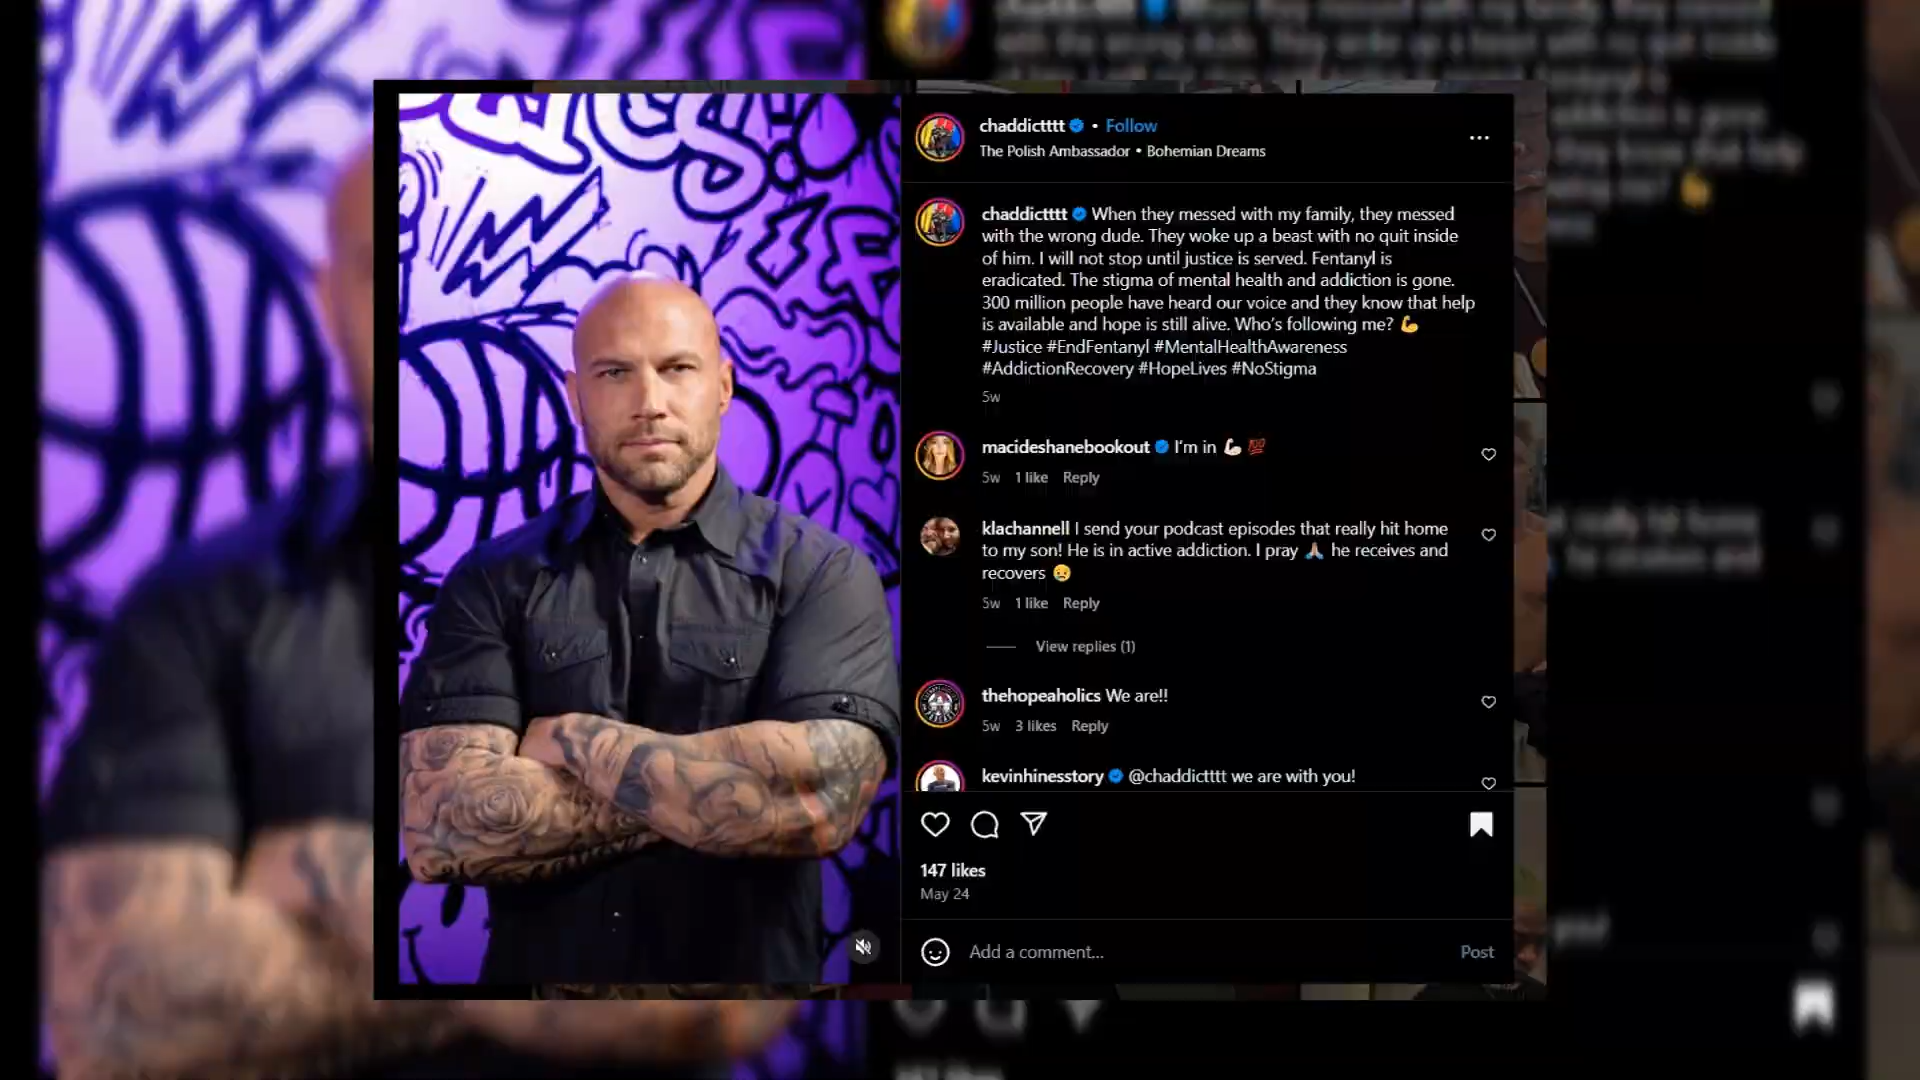 chaddictttt • Follow
The Polish Ambassador • Bohemian Dreams
chaddictttt When they messed with my family, they messed
with the wrong dude. They woke up a beast with no quit inside
of him. I will not stop until justice is served. Fentanyl is
eradicated. The stigma of mental health and addiction is gone.
300 million people have heard our voice and they know that help
is available and hope is still alive. Who's following me? 💪
#Justice #EndFentanyl #MentalHealthAwareness
#AddictionRecovery #HopeLives #NoStigma
5w
macideshanebookout I'm in 💪🏻 💯
5w 1 like Reply
klachannell I send your podcast episodes that really hit home
to my son! He is in active addiction. I pray 🙏🏼 he receives and
recovers 😥
5w 1 like Reply
View replies (1)
thehopeaholics We are!!
5w 3 likes Reply
kevinhinesstory @chaddictttt we are with you!
147 likes
May 24
Add a comment... Post